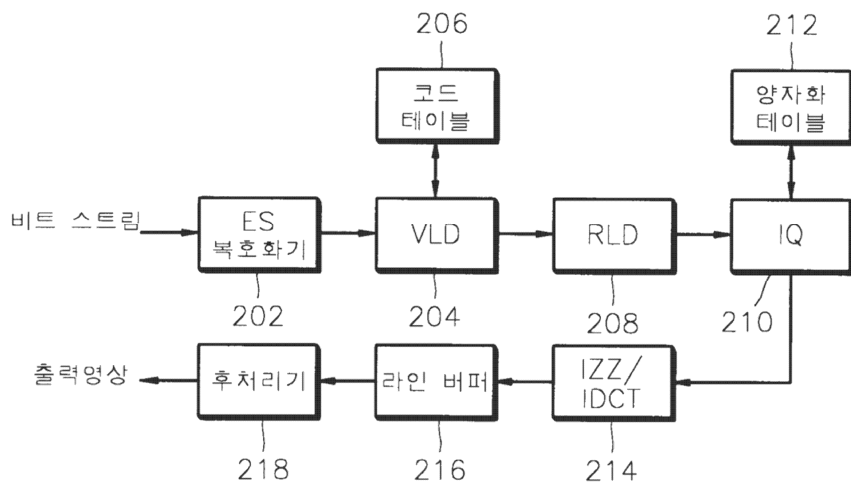 206
212
코드
테이블
양자화
테이블
비트 스트림
ES
복호화기
VLD
RLD
IQ
202
204
208
210
출력영상
후처리기
라인 버퍼
IZZ/
IDCT
218
216
214